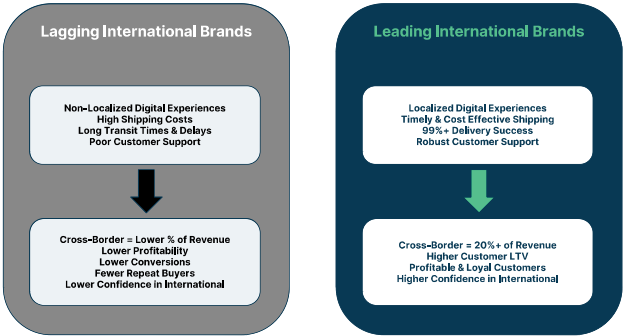 Lagging International Brands
Non-Localized Digital Experiences
High Shipping Costs
Long Transit Times & Delays
Poor Customer Support
Cross-Border = Lower % of Revenue
Lower Profitability
Lower Conversions
Fewer Repeat Buyers
Lower Confidence in International
Leading International Brands
Localized Digital Experiences
Timely & Cost Effective Shipping
99%+ Delivery Success
Robust Customer Support
Cross-Border = 20%+ of Revenue
Higher Customer LTV
Profitable & Loyal Customers
Higher Confidence in International